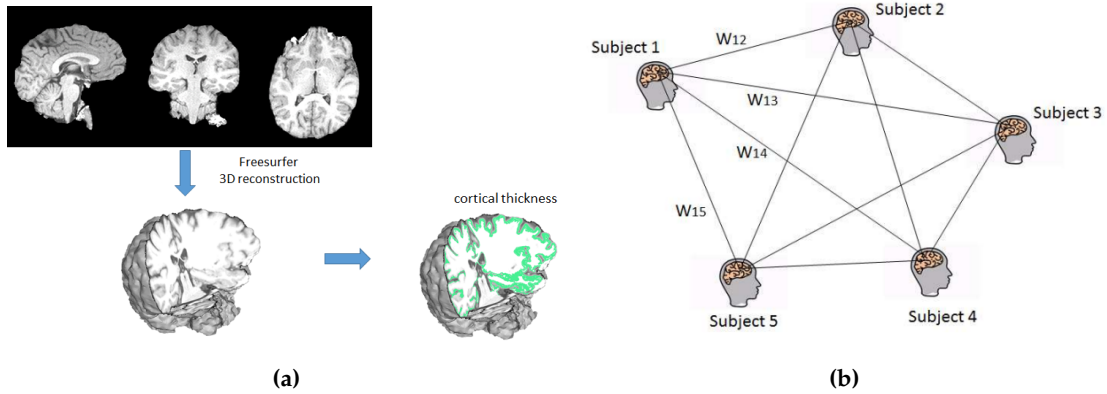 Freesurfer
3D reconstruction
cortical thickness
(a)
Subject 1
Subject 2
Subject 3
Subject 4
Subject 5
W12
W13
W14
W15
(b)